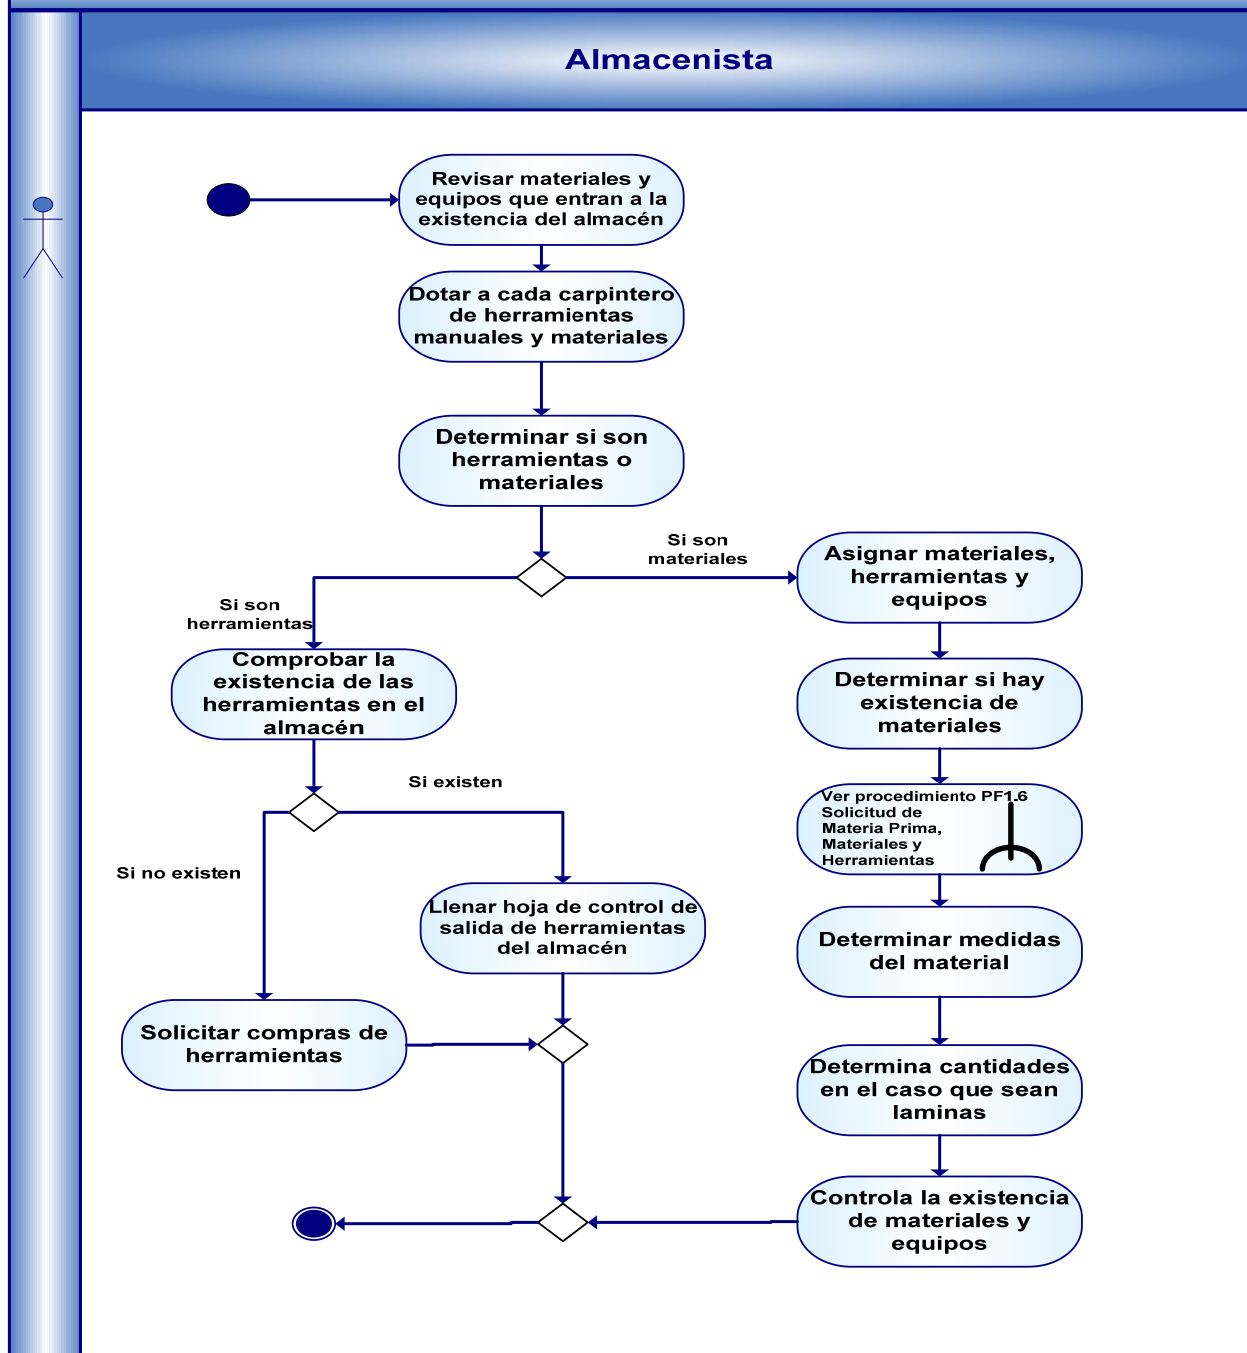 Almacenista
Revisar materiales y
equipos que entran a la
existencia del almacén
Dotar a cada carpintero
de herramientas
manuales y materiales
Determinar si son
herramientas o
materiales
Si son
materiales
Si son
herramientas
Asignar materiales,
herramientas y
equipos
Comprobar la
existencia de las
herramientas en el
almacén
Determinar si hay
existencia de
materiales
Si existen
Si no existen
Ver procedimiento PF1.6
Solicitud de
Materia Prima,
Materiales y
Herramientas
Llenar hoja de control de
salida de herramientas
del almacén
Determinar medidas
del material
Solicitar compras de
herramientas
Determina cantidades
en el caso que sean
laminas
Controla la existencia
de materiales y
equipos